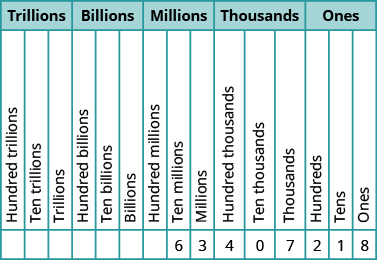 Trillions Billions Millions Thousands Ones
Hundred trillions
Ten trillions
Trillions
Hundred billions
Ten billions
Billions
Hundred millions
Ten millions
Millions
Hundred thousands
Ten thousands
Thousands
Hundreds
Tens
Ones
6 3 4 0 7 2 1 8